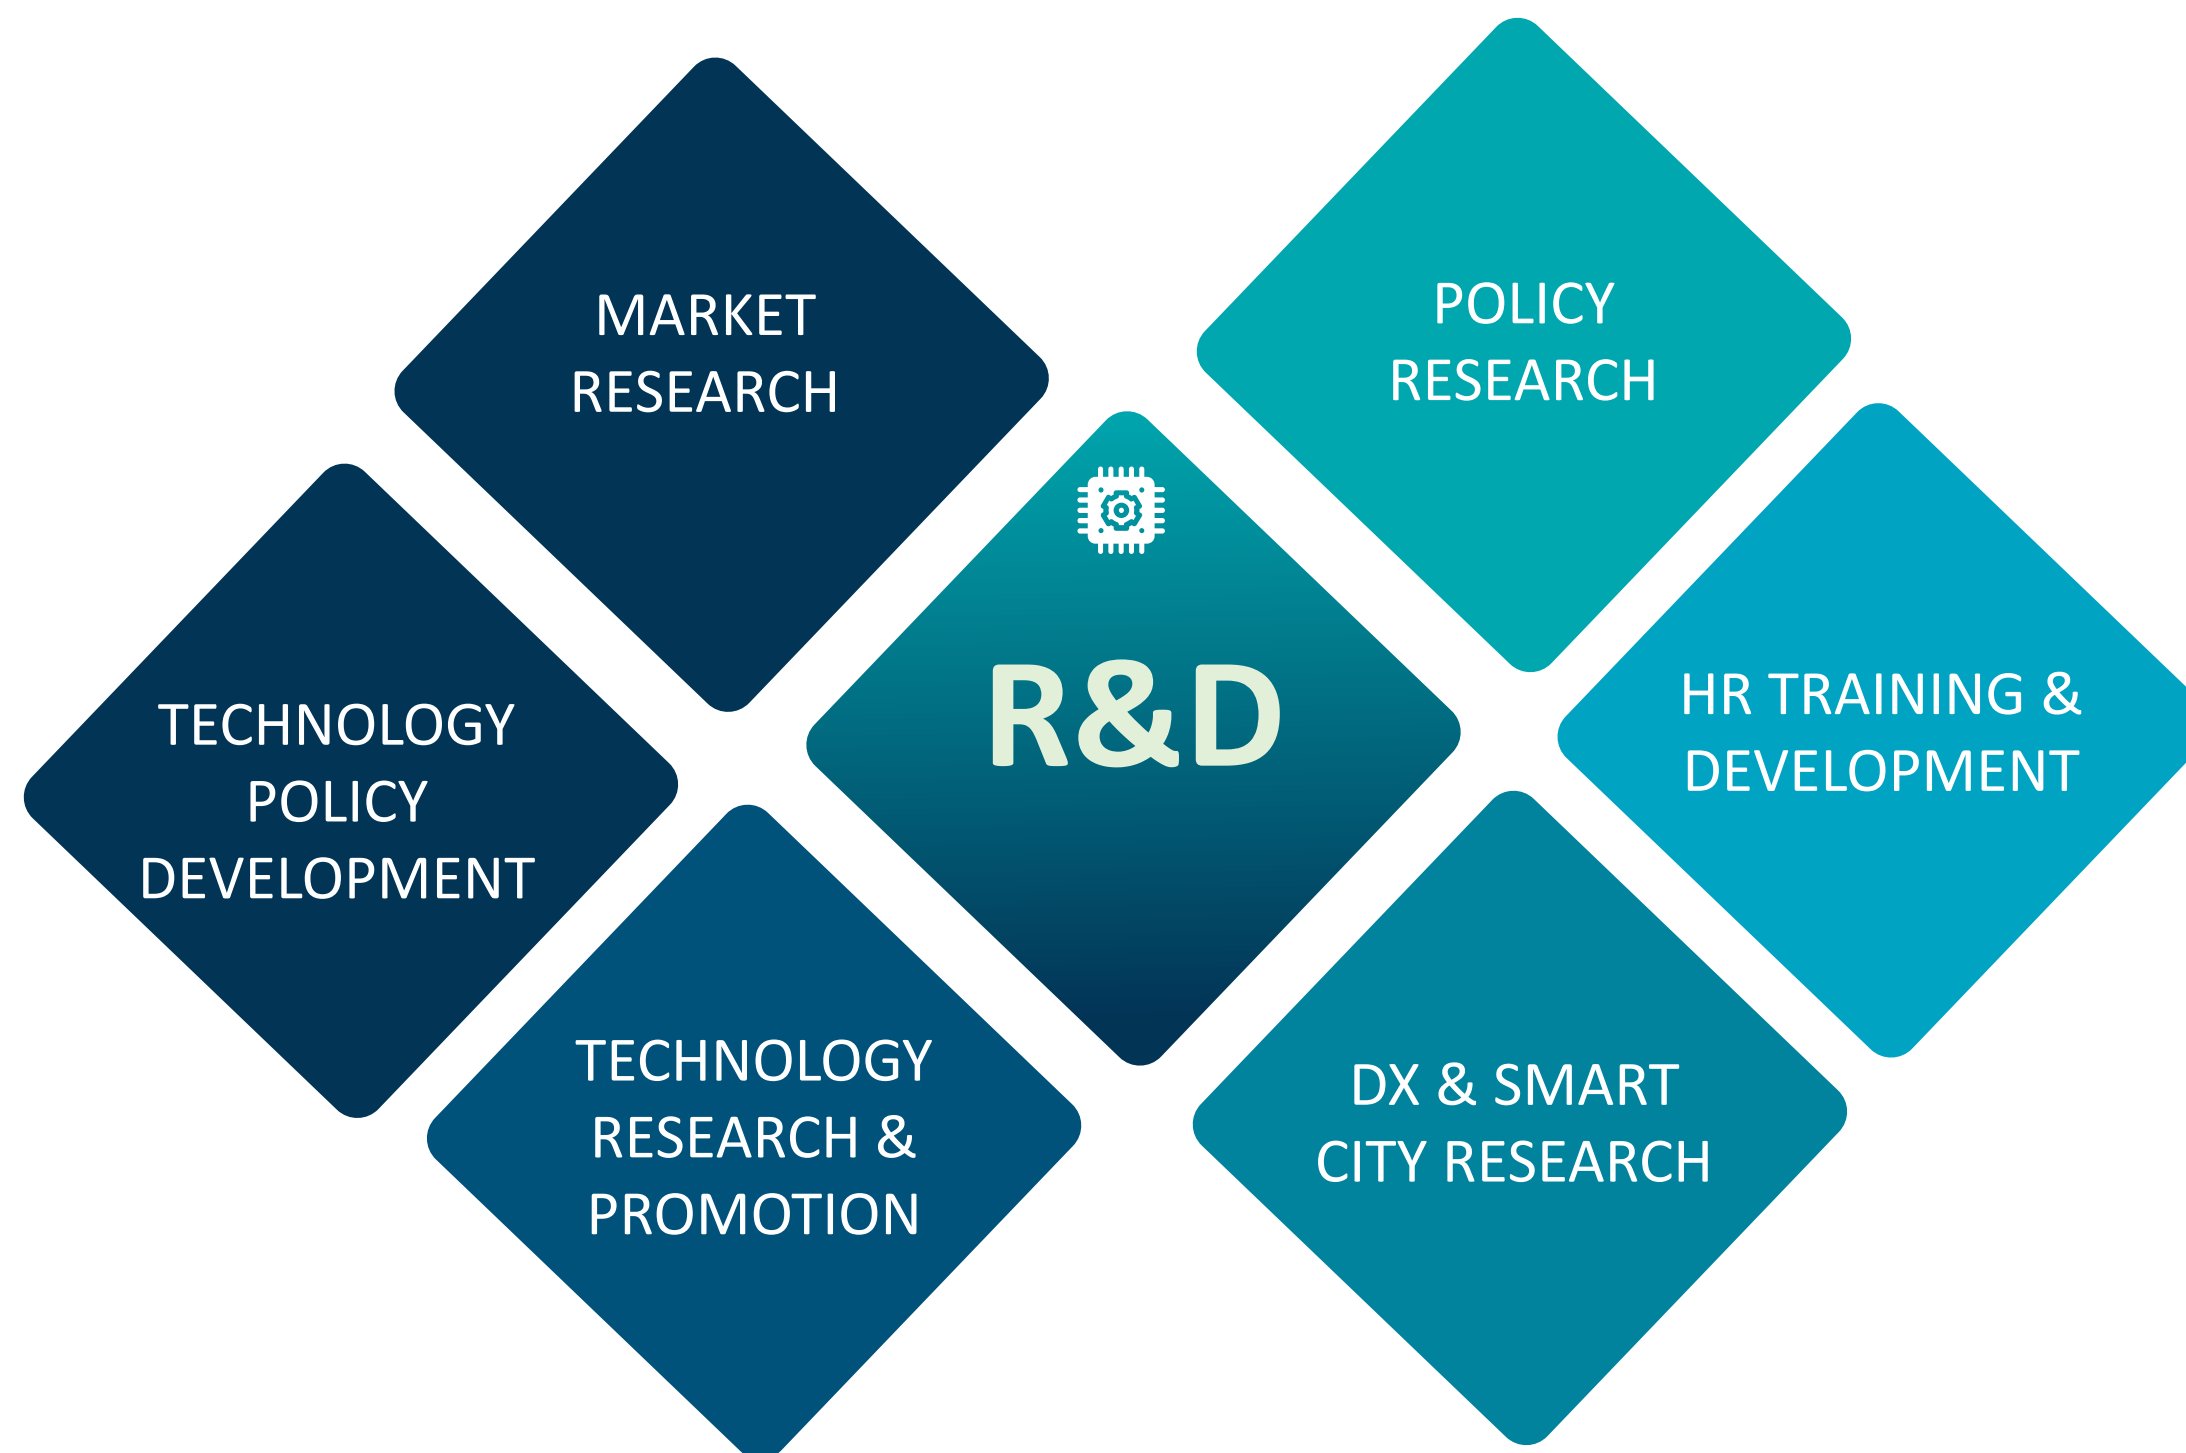 MARKET
RESEARCH
POLICY
RESEARCH
TECHNOLOGY
POLICY
DEVELOPMENT
R&D
HR TRAINING &
DEVELOPMENT
TECHNOLOGY
RESEARCH &
PROMOTION
DX & SMART
CITY RESEARCH